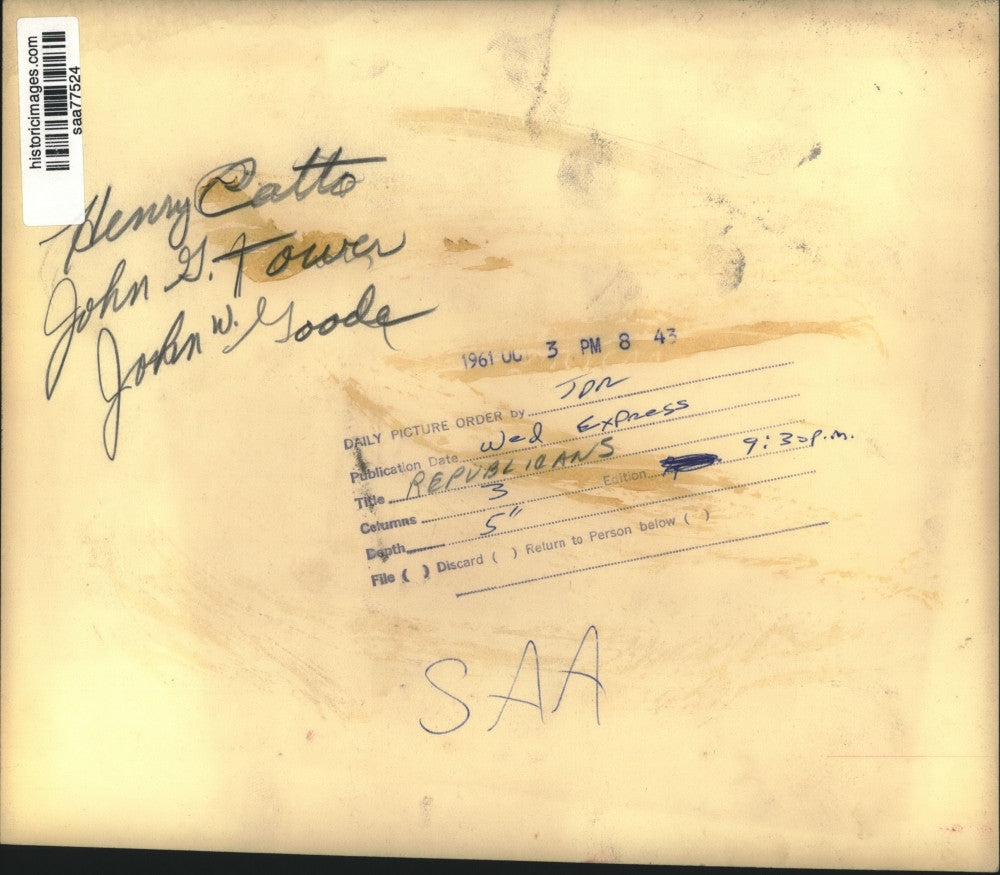 historicimages.com
saa77524
Henry Catto
John G. Tower
John W. Goode
1961 3 PM 8 43
DAILY PICTURE ORDER by JDR
Publication Date Wed Express
Title REPUBLICANS
Columns 3 Edition 9:30 P.M.
Depth 5"
File ( ) Discard ( ) Return to Person below ( )
SAA